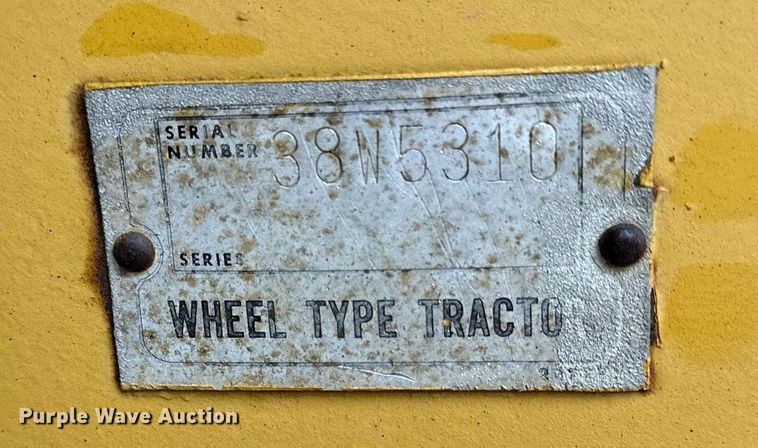 SERIAL
NUMBER 38W5310
SERIES
WHEEL TYPE TRACTO
Purple Wave Auction